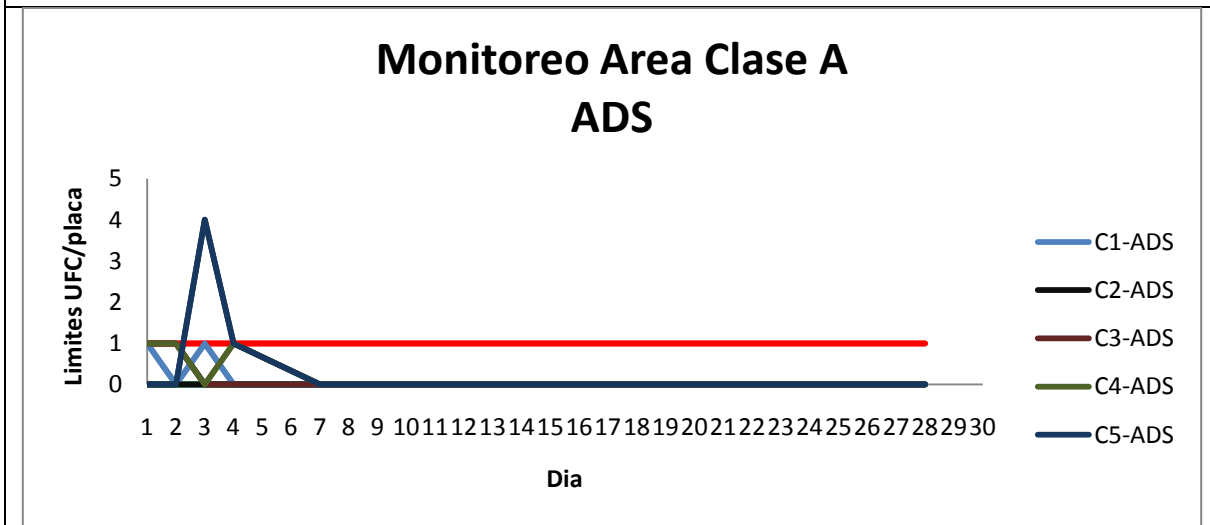 Monitoreo Area Clase A
ADS
Limites UFC/placa
5
4
3
2
1
0
1 2 3 4 5 6 7 8 9 10 11 12 13 14 15 16 17 18 19 20 21 22 23 24 25 26 27 28 29 30
Dia
C1-ADS
C2-ADS
C3-ADS
C4-ADS
C5-ADS